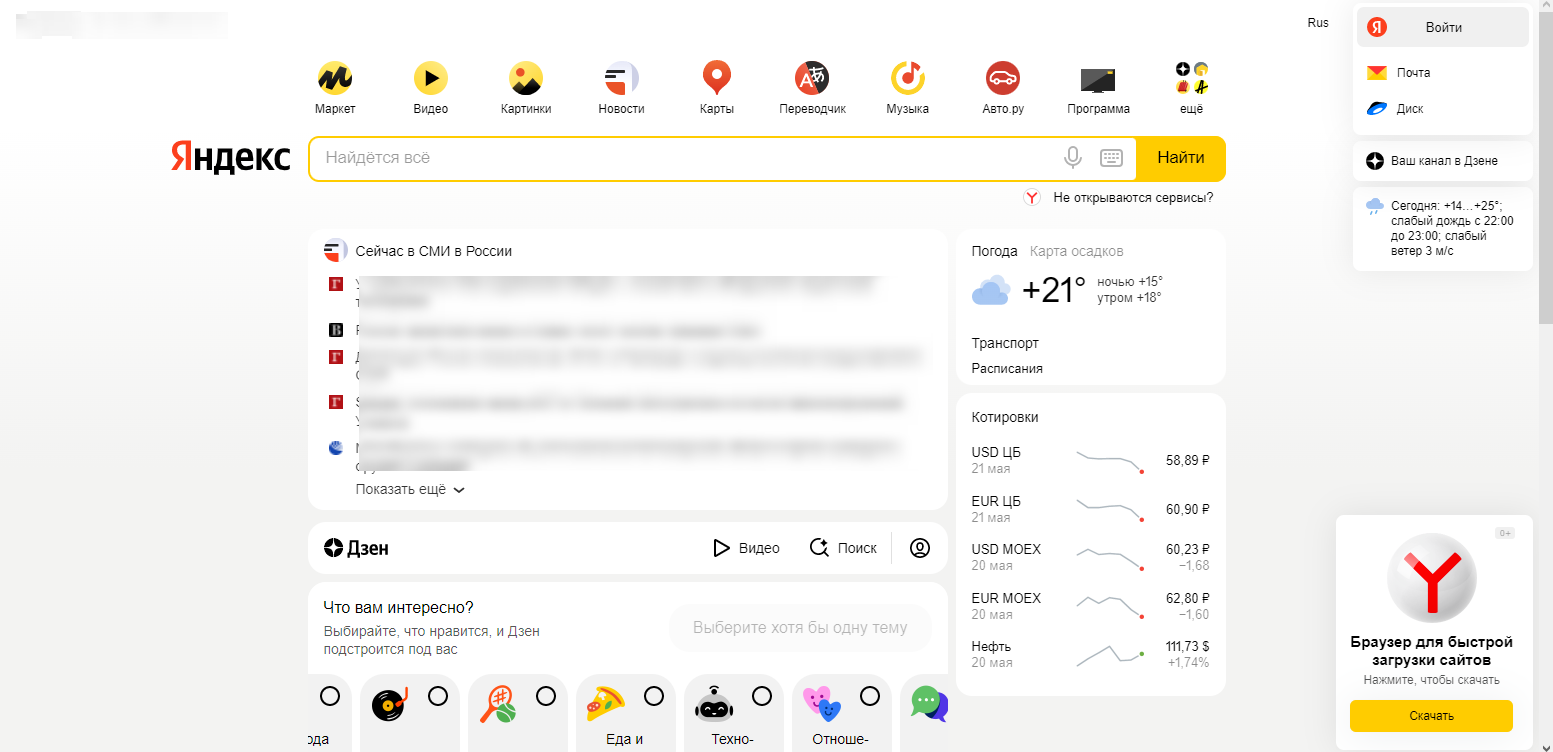 Rus
Войти
Почта
Диск
Маркет
Видео
Картинки
Новости
Карты
Переводчик
Музыка
Авто.ру
Программа
ещё
Яндекс
Найдётся всё
Найти
Не открываются сервисы?
Ваш канал в Дзене
Сегодня: +14…+25°;
слабый дождь с 22:00
до 23:00; слабый
ветер 3 м/с
Сейчас в СМИ в России
Показать ещё
Погода Карта осадков
+21°
ночью +15°
утром +18°
Транспорт
Расписания
Котировки
USD ЦБ 58,89 ₽
21 мая
EUR ЦБ 60,90 ₽
21 мая
USD MOEX 60,23 ₽
20 мая −1,68
EUR MOEX 62,80 ₽
20 мая −1,60
Нефть 111,73 $
20 мая +1,74%
Дзен
Видео
Поиск
Что вам интересно?
Выбирайте, что нравится, и Дзен
подстроится под вас
Выберите хотя бы одну тему
Еда и
Техно-
Отноше-
0+
Браузер для быстрой
загрузки сайтов
Нажмите, чтобы скачать
Скачать